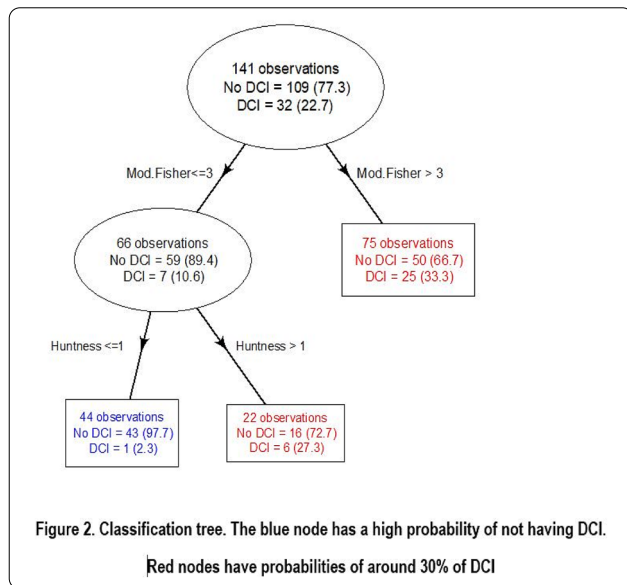 141 observations
No DCI = 109 (77.3)
DCI = 32 (22.7)
Mod.Fisher<=3
Mod.Fisher > 3
66 observations
No DCI = 59 (89.4)
DCI = 7 (10.6)
75 observations
No DCI = 50 (66.7)
DCI = 25 (33.3)
Huntness <=1
Huntness > 1
44 observations
No DCI = 43 (97.7)
DCI = 1 (2.3)
22 observations
No DCI = 16 (72.7)
DCI = 6 (27.3)
Figure 2. Classification tree. The blue node has a high probability of not having DCI.
Red nodes have probabilities of around 30% of DCI